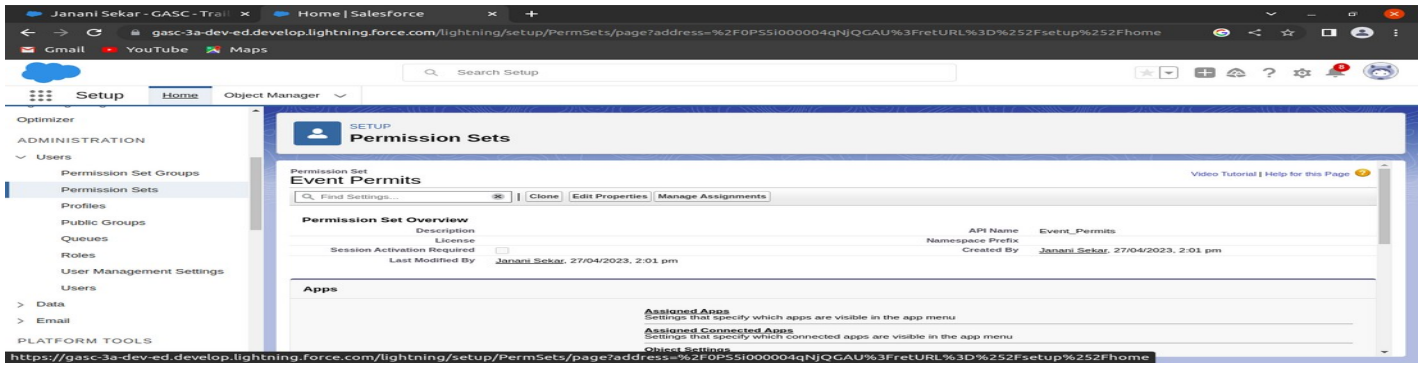 Janani Sekar - GASC - Trail
Home | Salesforce
gasc-3a-dev-ed.develop.lightning.force.com/lightning/setup/PermSets/page?address=%2F0PS5i000004qNjQGAU%3FretURL%3D%252Fsetup%252Fhome
Gmail YouTube Maps
Search Setup
8
Setup Home Object Manager
Optimizer
ADMINISTRATION
Users
Permission Set Groups
Permission Sets
Profiles
Public Groups
Queues
Roles
User Management Settings
Users
Data
Email
PLATFORM TOOLS
SETUP
Permission Sets
Permission Set
Event Permits
Video Tutorial | Help for this Page
Find Settings... | Clone Edit Properties Manage Assignments
Permission Set Overview
Description API Name Event_Permits
License Namespace Prefix
Session Activation Required Created By Janani Sekar, 27/04/2023, 2:01 pm
Last Modified By Janani Sekar, 27/04/2023, 2:01 pm
Apps
Assigned Apps
Settings that specify which apps are visible in the app menu
Assigned Connected Apps
Settings that specify which connected apps are visible in the app menu
Object Settings
https://gasc-3a-dev-ed.develop.lightning.force.com/lightning/setup/PermSets/page?address=%2F0PS5i000004qNjQGAU%3FretURL%3D%252Fsetup%252Fhome